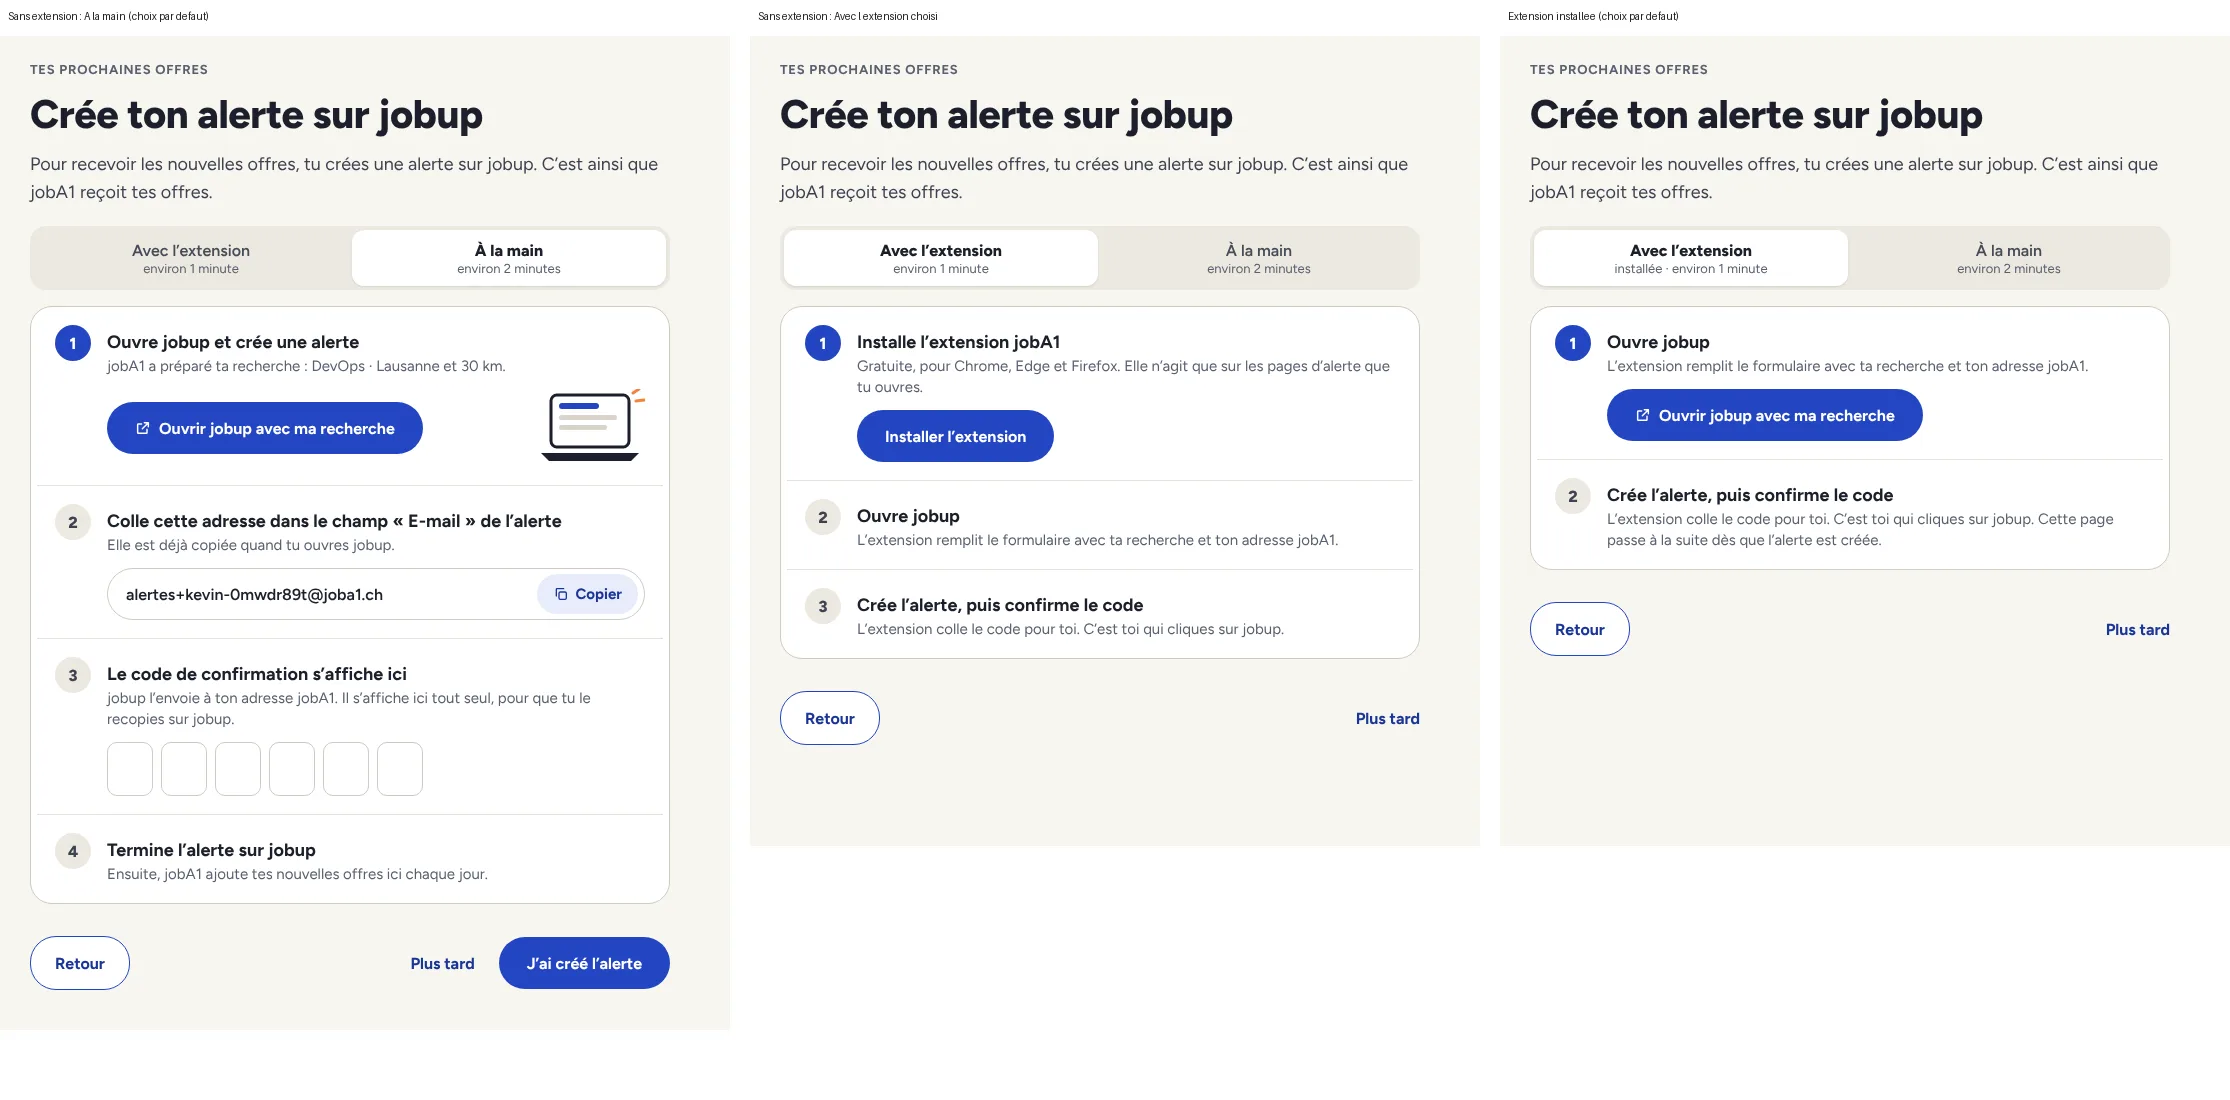 Sans extension : A la main (choix par defaut)
TES PROCHAINES OFFRES
Crée ton alerte sur jobup
Pour recevoir les nouvelles offres, tu crées une alerte sur jobup. C’est ainsi que
jobA1 reçoit tes offres.
Avec l’extension
environ 1 minute
À la main
environ 2 minutes
1
Ouvre jobup et crée une alerte
jobA1 a préparé ta recherche : DevOps · Lausanne et 30 km.
Ouvrir jobup avec ma recherche
2
Colle cette adresse dans le champ « E-mail » de l’alerte
Elle est déjà copiée quand tu ouvres jobup.
alertes+kevin-0mwdr89t@joba1.ch
Copier
3
Le code de confirmation s’affiche ici
jobup l’envoie à ton adresse jobA1. Il s’affiche ici tout seul, pour que tu le
recopies sur jobup.
4
Termine l’alerte sur jobup
Ensuite, jobA1 ajoute tes nouvelles offres ici chaque jour.
Retour
Plus tard
J’ai créé l’alerte
Sans extension : Avec l extension choisi
TES PROCHAINES OFFRES
Crée ton alerte sur jobup
Pour recevoir les nouvelles offres, tu crées une alerte sur jobup. C’est ainsi que
jobA1 reçoit tes offres.
Avec l’extension
environ 1 minute
À la main
environ 2 minutes
1
Installe l’extension jobA1
Gratuite, pour Chrome, Edge et Firefox. Elle n’agit que sur les pages d’alerte que
tu ouvres.
Installer l’extension
2
Ouvre jobup
L’extension remplit le formulaire avec ta recherche et ton adresse jobA1.
3
Crée l’alerte, puis confirme le code
L’extension colle le code pour toi. C’est toi qui cliques sur jobup.
Retour
Plus tard
Extension installee (choix par defaut)
TES PROCHAINES OFFRES
Crée ton alerte sur jobup
Pour recevoir les nouvelles offres, tu crées une alerte sur jobup. C’est ainsi que
jobA1 reçoit tes offres.
Avec l’extension
installée · environ 1 minute
À la main
environ 2 minutes
1
Ouvre jobup
L’extension remplit le formulaire avec ta recherche et ton adresse jobA1.
Ouvrir jobup avec ma recherche
2
Crée l’alerte, puis confirme le code
L’extension colle le code pour toi. C’est toi qui cliques sur jobup. Cette page
passe à la suite dès que l’alerte est créée.
Retour
Plus tard